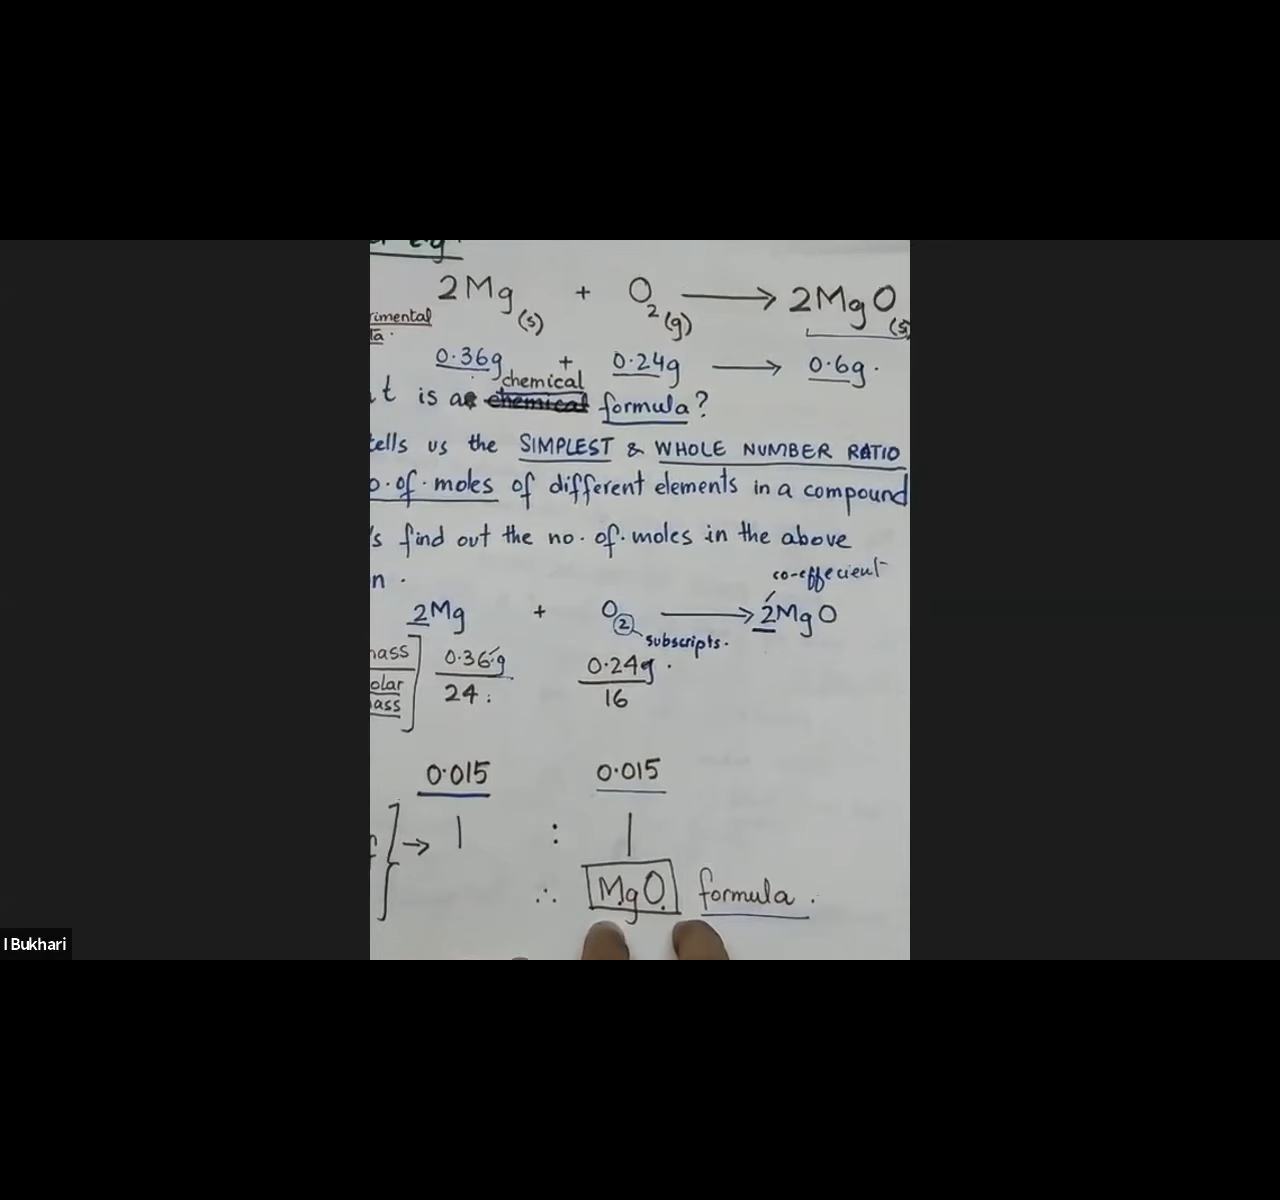 e.g.
2Mg(s) + O2(g) → 2MgO(s)
rimental
ta.
0.36g + 0.24g → 0.6g.
chemical
t is a chemical formula?
tells us the SIMPLEST & WHOLE NUMBER RATIO
o.of.moles of different elements in a compound
's find out the no.of.moles in the above
n.
co-effecient
2Mg + O2 → 2MgO
subscripts.
mass 0.36g 0.24g.
olar 24. 16
ass
0.015 0.015
→ 1 : 1
∴ MgO formula.
I Bukhari